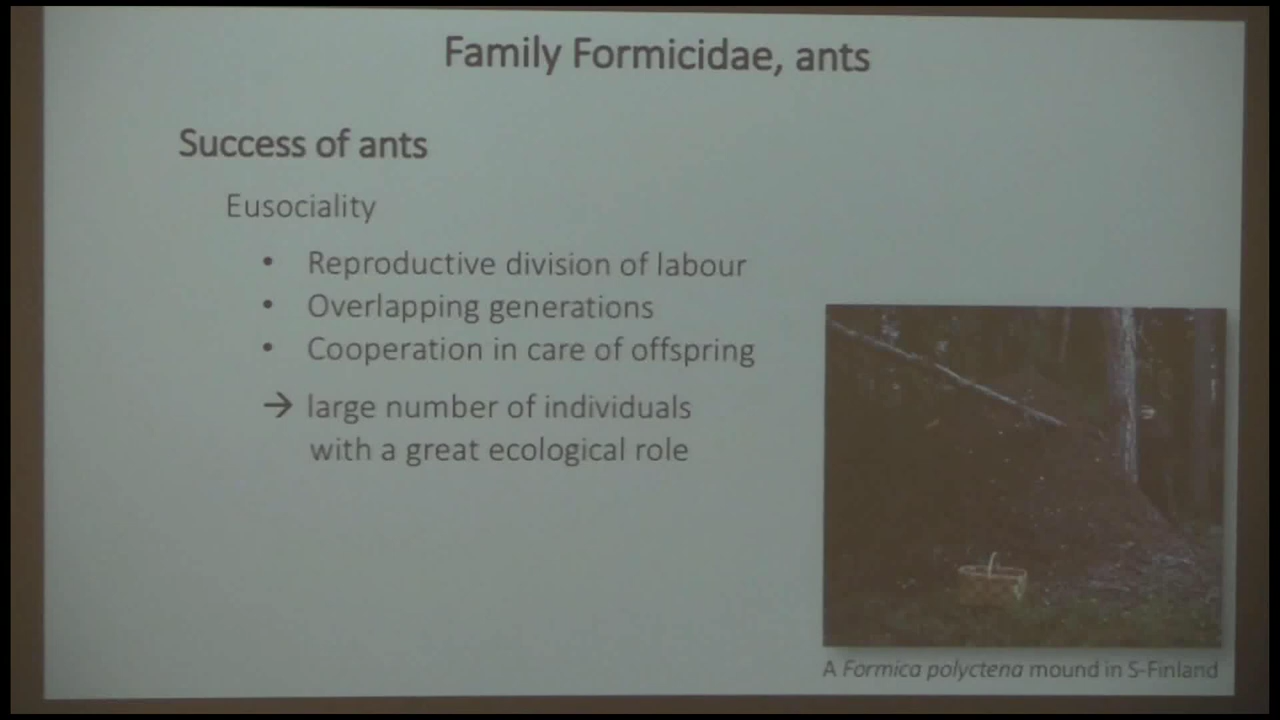 Family Formicidae, ants
Success of ants
Eusociality
• Reproductive division of labour
• Overlapping generations
• Cooperation in care of offspring
→ large number of individuals
with a great ecological role
A Formica polyctena mound in S-Finland